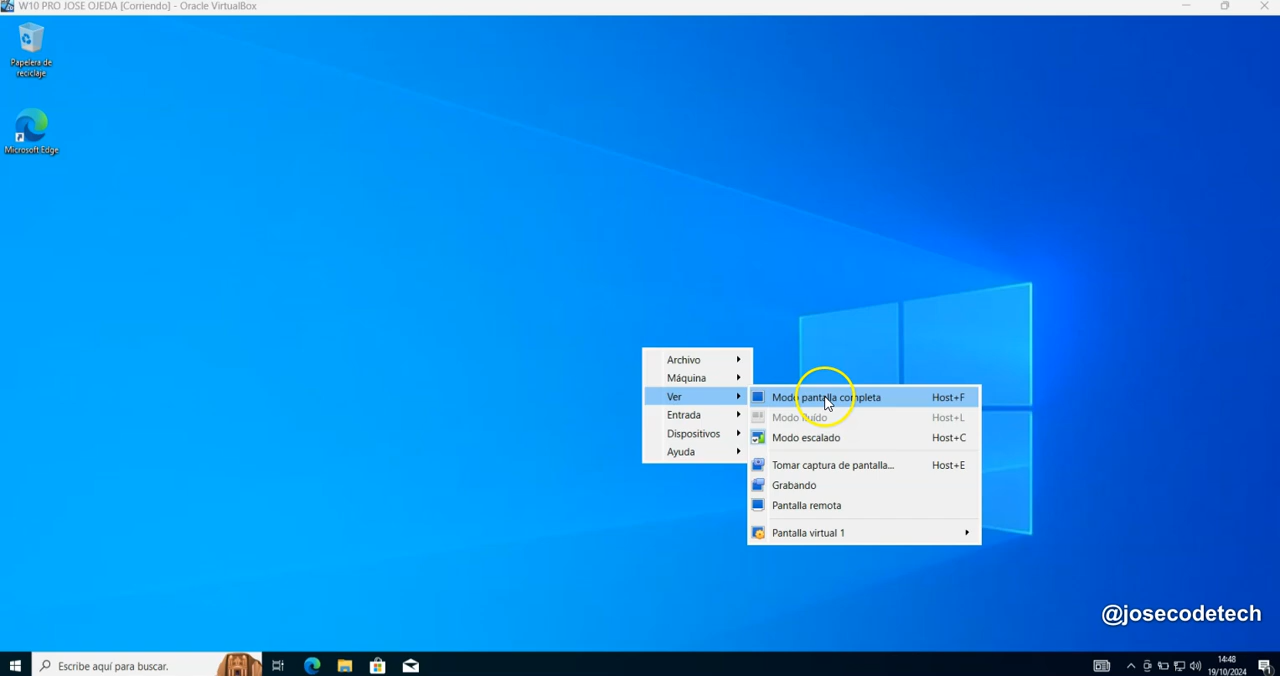 W10 PRO JOSE OJEDA [Corriendo] - Oracle VirtualBox
Papelera de
reciclaje
Microsoft Edge
Archivo
Máquina
Ver
Entrada
Dispositivos
Ayuda
Modo pantalla completa Host+F
Modo fluído Host+L
Modo escalado Host+C
Tomar captura de pantalla... Host+E
Grabando
Pantalla remota
Pantalla virtual 1
@josecodetech
Escribe aquí para buscar.
14:48
19/10/2024
1